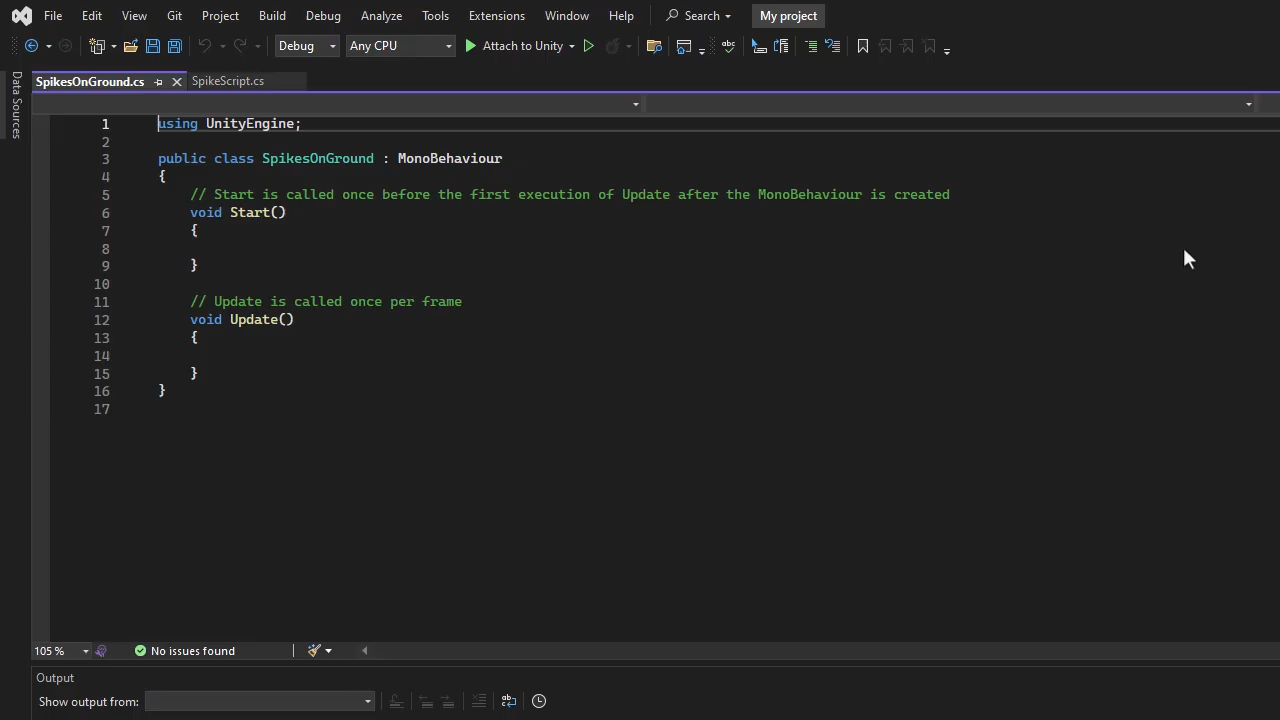 File Edit View Git Project Build Debug Analyze Tools Extensions Window Help Search My project
Debug Any CPU Attach to Unity
Data Sources
SpikesOnGround.cs SpikeScript.cs
1 using UnityEngine;
2
3 public class SpikesOnGround : MonoBehaviour
4 {
5 // Start is called once before the first execution of Update after the MonoBehaviour is created
6 void Start()
7 {
8
9 }
10
11 // Update is called once per frame
12 void Update()
13 {
14
15 }
16 }
17
105 % No issues found
Output
Show output from: